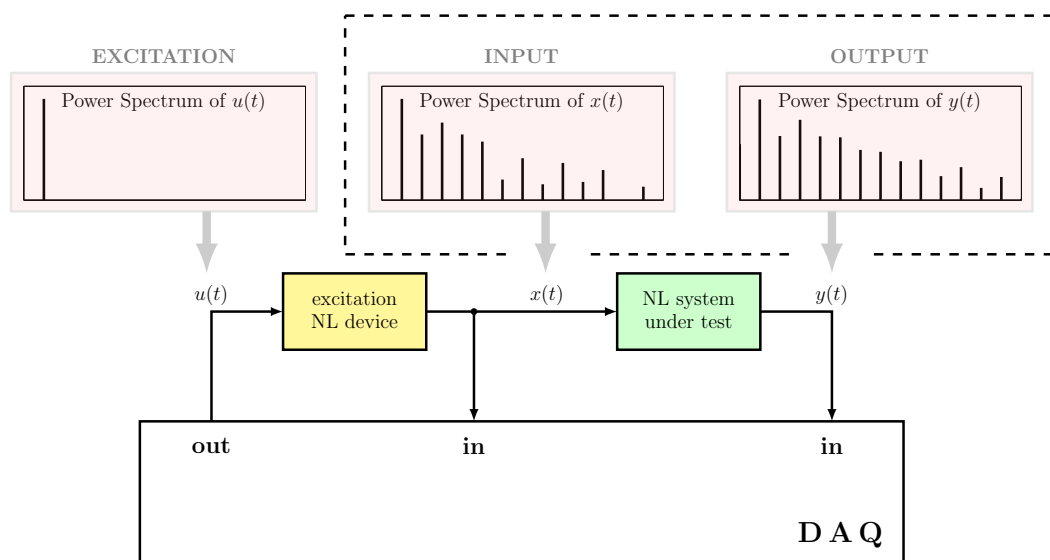 EXCITATION
INPUT
OUTPUT
Power Spectrum of u(t)
Power Spectrum of x(t)
Power Spectrum of y(t)
u(t)
excitation
NL device
x(t)
NL system
under test
y(t)
out
in
in
D A Q